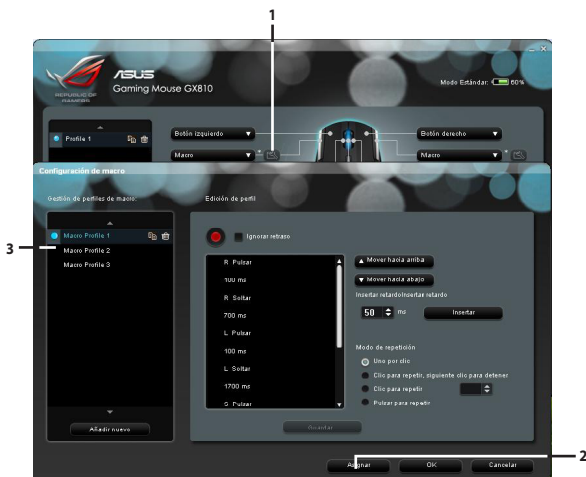 1
REPUBLIC OF
GAMERS
ASUS
Gaming Mouse GX810
Modo Estándar: 60%
Profile 1
Botón izquierdo
Botón derecho
Macro
*
Macro
*
Configuración de macro
Gestión de perfiles de macro:
Edición de perfil
Macro Profile 1
Macro Profile 2
Macro Profile 3
3
Ignorar retraso
R Pulsar
100 ms
R Soltar
700 ms
L Pulsar
100 ms
L Soltar
1700 ms
S Pulsar
Mover hacia arriba
Mover hacia abajo
Insertar retardoInsertar retardo
50 ms
Insertar
Modo de repetición
Uno por clic
Clic para repetir, siguiente clic para detener
Clic para repetir
Pulsar para repetir
Añadir nuevo
Guardar
2
Asignar
OK
Cancelar